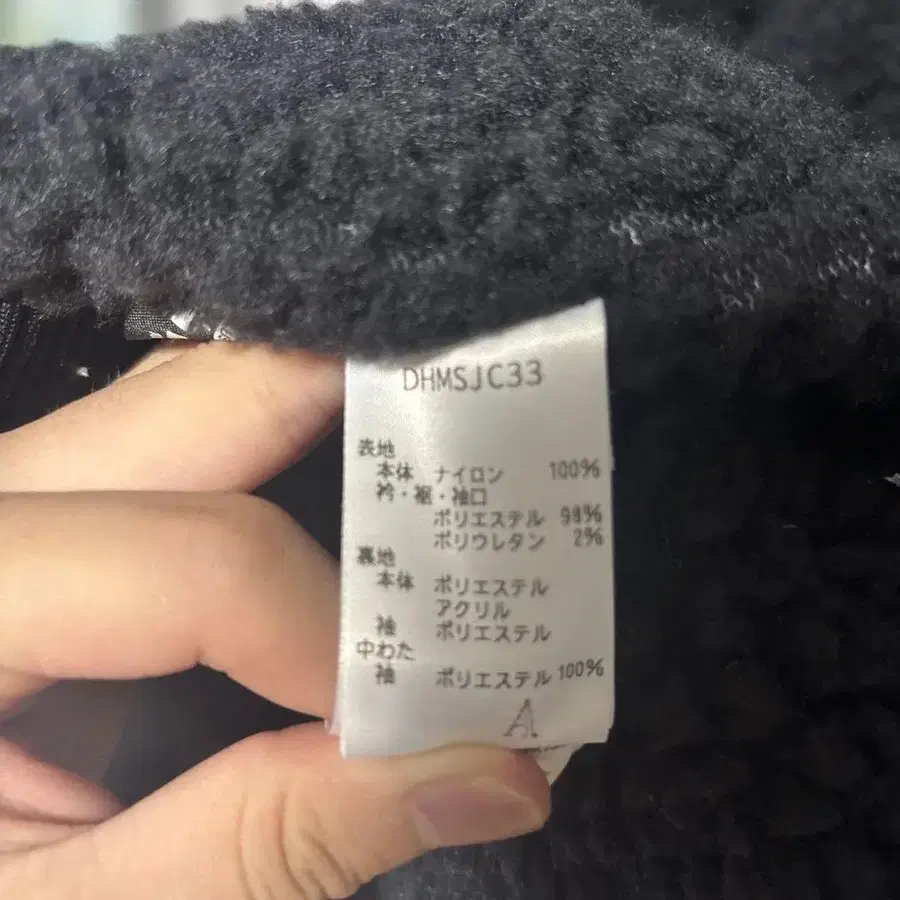 DHMSJC33
表地
本体 ナイロン 100%
衿・裾・袖口
ポリエステル 98%
ポリウレタン 2%
裏地
本体 ポリエステル
アクリル
袖 ポリエステル
中わた
袖 ポリエステル 100%
A